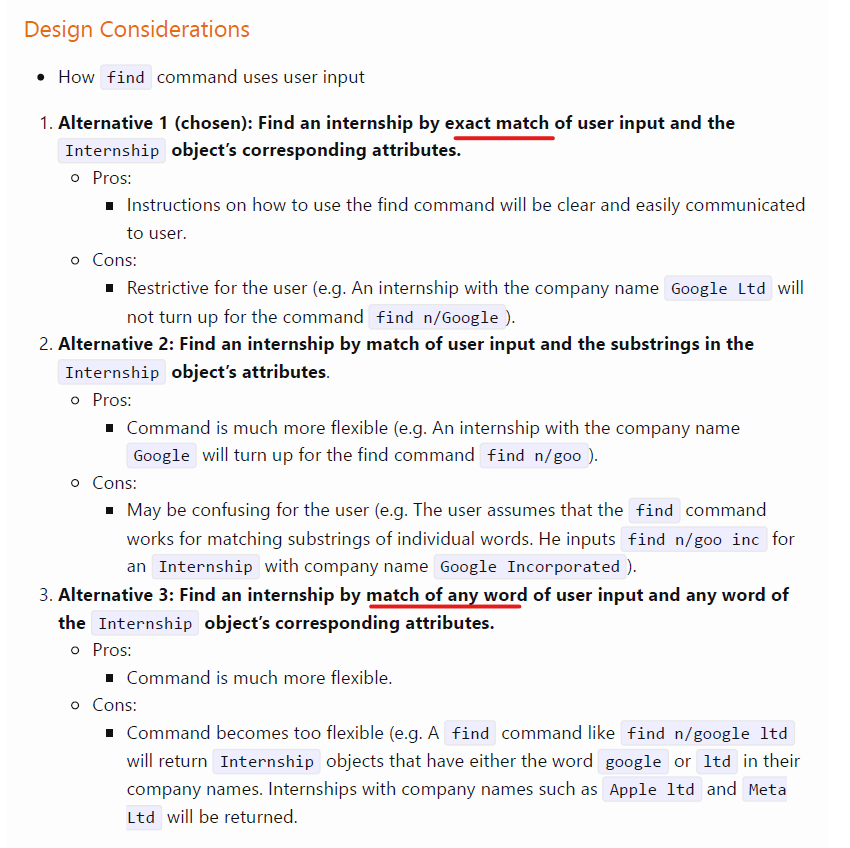 Design Considerations
• How find command uses user input
1. Alternative 1 (chosen): Find an internship by exact match of user input and the
Internship object's corresponding attributes.
Pros:
Instructions on how to use the find command will be clear and easily communicated
to user.
Cons:
Restrictive for the user (e.g. An internship with the company name Google Ltd will
not turn up for the command find n/Google ).
2. Alternative 2: Find an internship by match of user input and the substrings in the
Internship object's attributes.
Pros:
Command is much more flexible (e.g. An internship with the company name
Google will turn up for the find command find n/goo ).
Cons:
May be confusing for the user (e.g. The user assumes that the find command
works for matching substrings of individual words. He inputs find n/goo inc for
an Internship with company name Google Incorporated ).
3. Alternative 3: Find an internship by match of any word of user input and any word of
the Internship object's corresponding attributes.
Pros:
Command is much more flexible.
Cons:
Command becomes too flexible (e.g. A find command like find n/google ltd
will return Internship objects that have either the word google or ltd in their
company names. Internships with company names such as Apple ltd and Meta
Ltd will be returned.